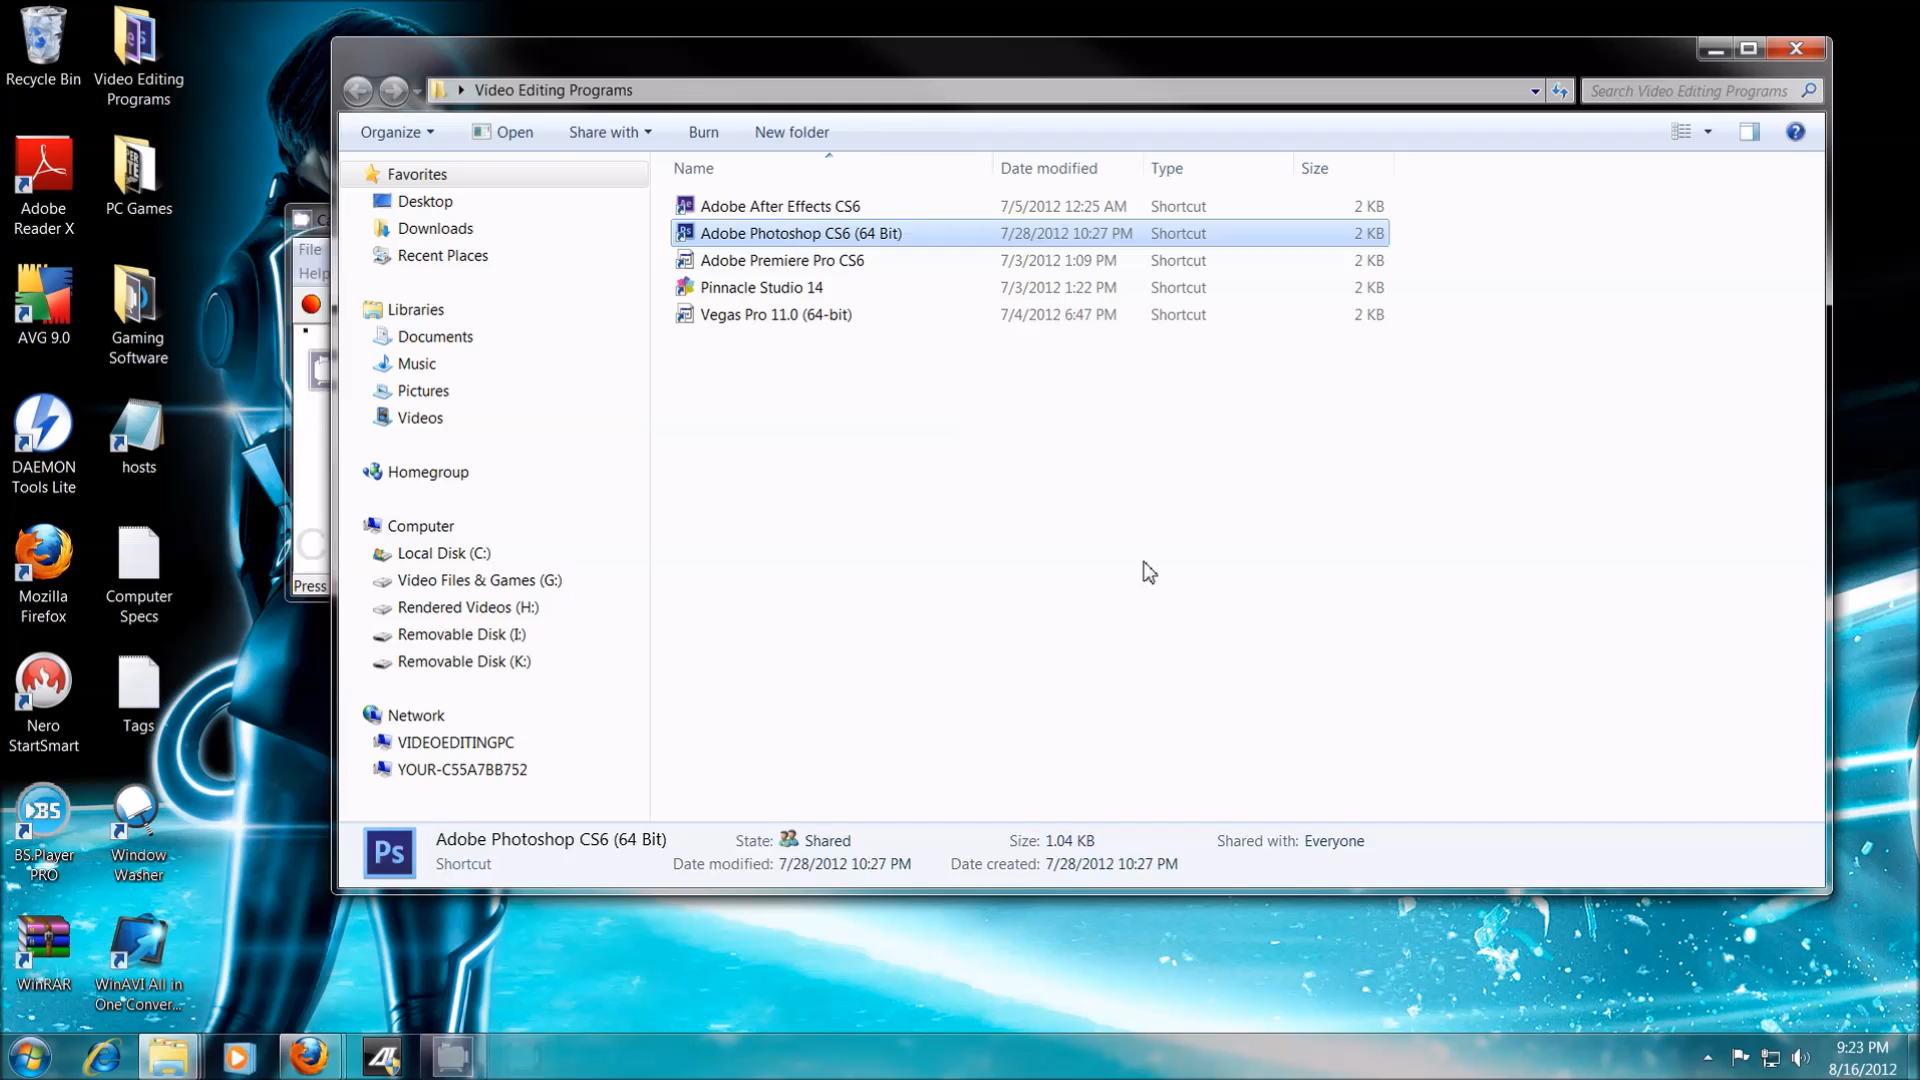 Recycle Bin
Video Editing
Programs
Adobe
Reader X
PC Games
AVG 9.0
Gaming
Software
DAEMON
Tools Lite
hosts
Mozilla
Firefox
Computer
Specs
Nero
StartSmart
Tags
BS.Player
PRO
Window
Washer
WinRAR
WinAVI All in
One Conver...
File
Help
Press
Video Editing Programs
Search Video Editing Programs
Organize
Open
Share with
Burn
New folder
Favorites
Desktop
Downloads
Recent Places
Libraries
Documents
Music
Pictures
Videos
Homegroup
Computer
Local Disk (C:)
Video Files & Games (G:)
Rendered Videos (H:)
Removable Disk (I:)
Removable Disk (K:)
Network
VIDEOEDITINGPC
YOUR-C55A7BB752
Name Date modified Type Size
Adobe After Effects CS6 7/5/2012 12:25 AM Shortcut 2 KB
Adobe Photoshop CS6 (64 Bit) 7/28/2012 10:27 PM Shortcut 2 KB
Adobe Premiere Pro CS6 7/3/2012 1:09 PM Shortcut 2 KB
Pinnacle Studio 14 7/3/2012 1:22 PM Shortcut 2 KB
Vegas Pro 11.0 (64-bit) 7/4/2012 6:47 PM Shortcut 2 KB
Ps
Adobe Photoshop CS6 (64 Bit) State: Shared Size: 1.04 KB Shared with: Everyone
Shortcut Date modified: 7/28/2012 10:27 PM Date created: 7/28/2012 10:27 PM
9:23 PM
8/16/2012